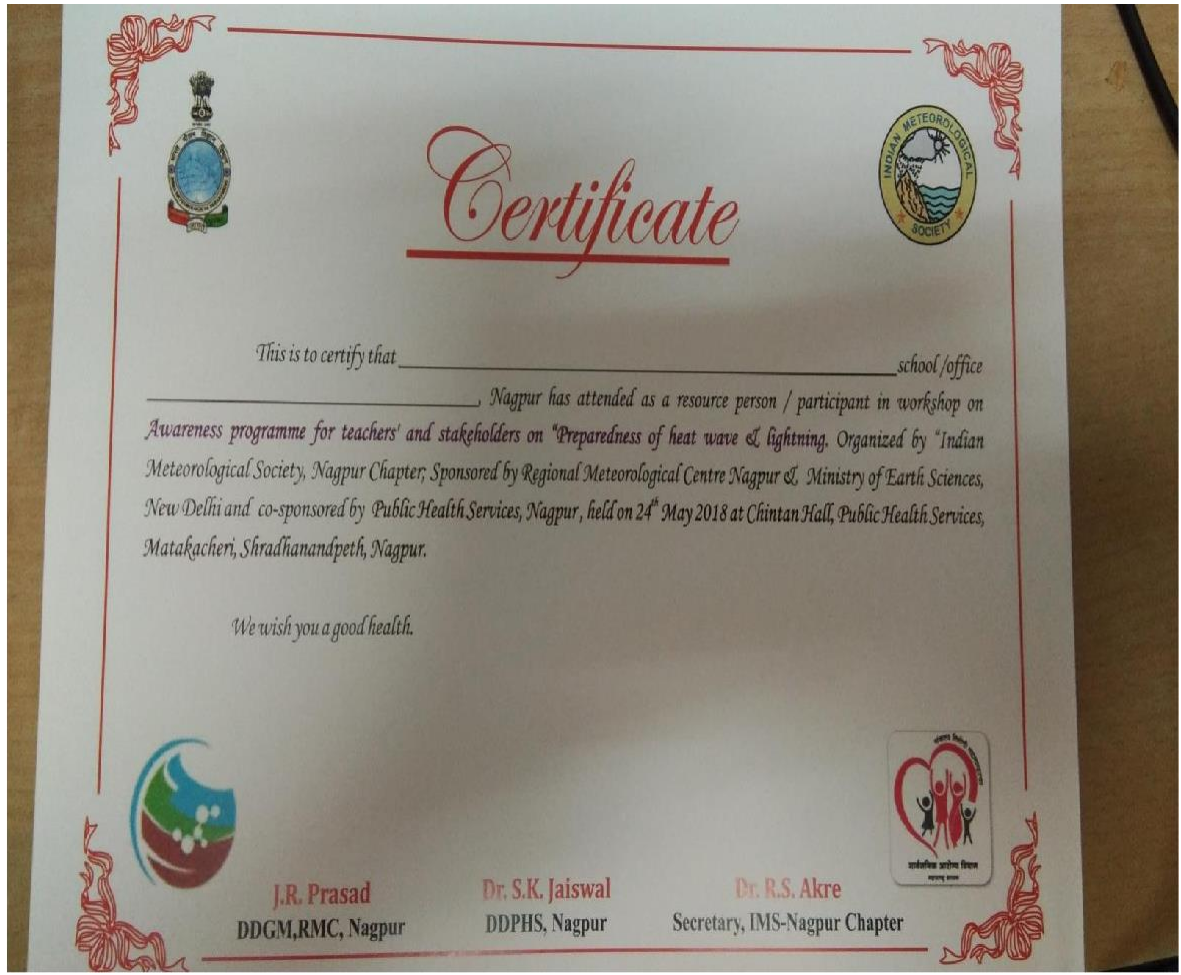 Certificate
INDIAN METEOROLOGICAL
SOCIETY
This is to certify that school /office
, Nagpur has attended as a resource person / participant in workshop on
Awareness programme for teachers' and stakeholders on "Preparedness of heat wave & lightning. Organized by "Indian
Meteorological Society, Nagpur Chapter, Sponsored by Regional Meteorological Centre Nagpur & Ministry of Earth Sciences,
New Delhi and co-sponsored by Public Health Services, Nagpur, held on 24th May 2018 at Chintan Hall, Public Health Services,
Matakacheri, Shradhanandpeth, Nagpur.
We wish you a good health.
सार्वजनिक आरोग्य विभाग
J.R. Prasad
DDGM,RMC, Nagpur
Dr. S.K. Jaiswal
DDPHS, Nagpur
Dr. R.S. Akre
Secretary, IMS-Nagpur Chapter